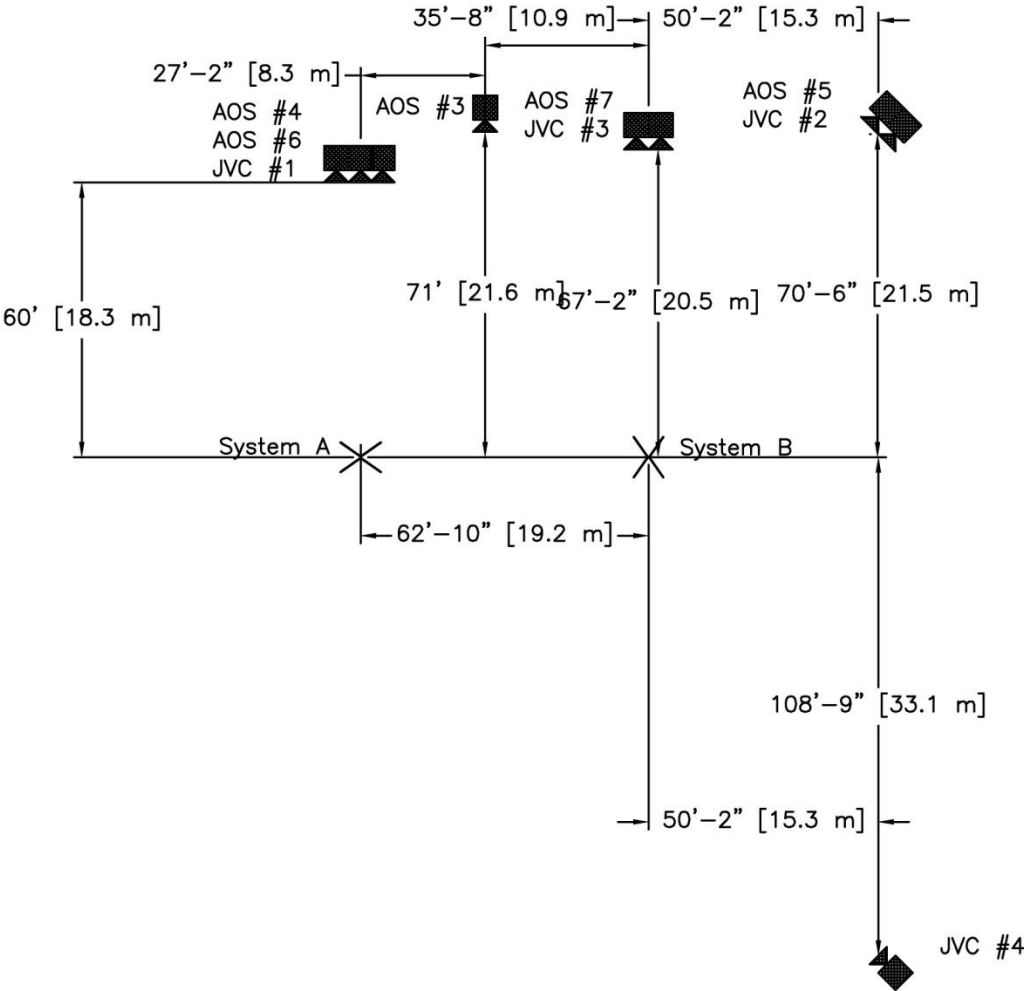 35'-8" [10.9 m]
50'-2" [15.3 m]
27'-2" [8.3 m]
AOS #4
AOS #6
JVC #1
AOS #3
AOS #7
JVC #3
AOS #5
JVC #2
60' [18.3 m]
71' [21.6 m]
67'-2" [20.5 m]
70'-6" [21.5 m]
System A
System B
62'-10" [19.2 m]
108'-9" [33.1 m]
50'-2" [15.3 m]
JVC #4